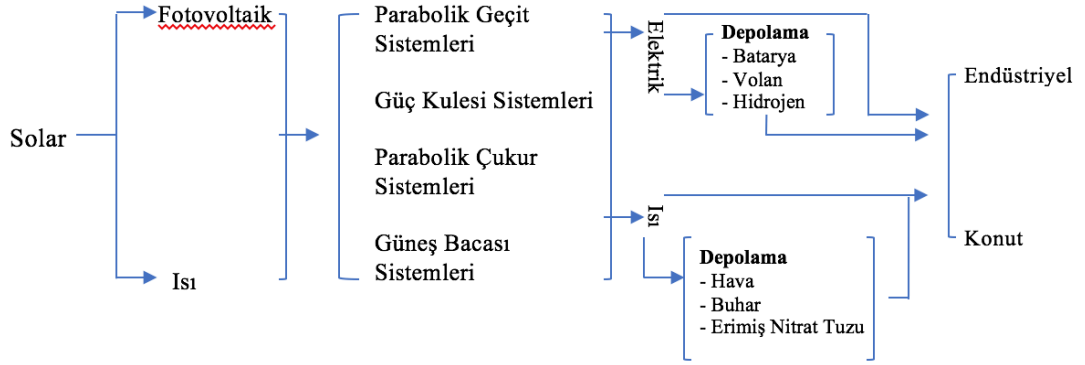 Solar
Fotovoltaik
Isı
Parabolik Geçit
Sistemleri
Güç Kulesi Sistemleri
Parabolik Çukur
Sistemleri
Güneş Bacası
Sistemleri
Elektrik
Depolama
- Batarya
- Volan
- Hidrojen
Isı
Depolama
- Hava
- Buhar
- Erimiş Nitrat Tuzu
Endüstriyel
Konut